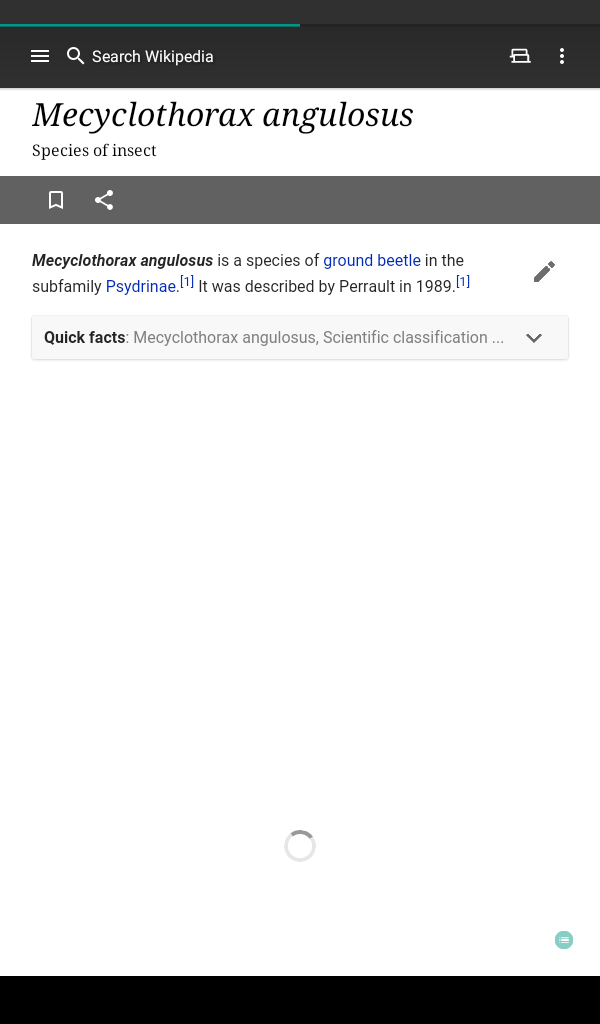 Search Wikipedia
Mecyclothorax angulosus
Species of insect
Mecyclothorax angulosus is a species of ground beetle in the
subfamily Psydrinae.[1] It was described by Perrault in 1989.[1]
Quick facts: Mecyclothorax angulosus, Scientific classification ...